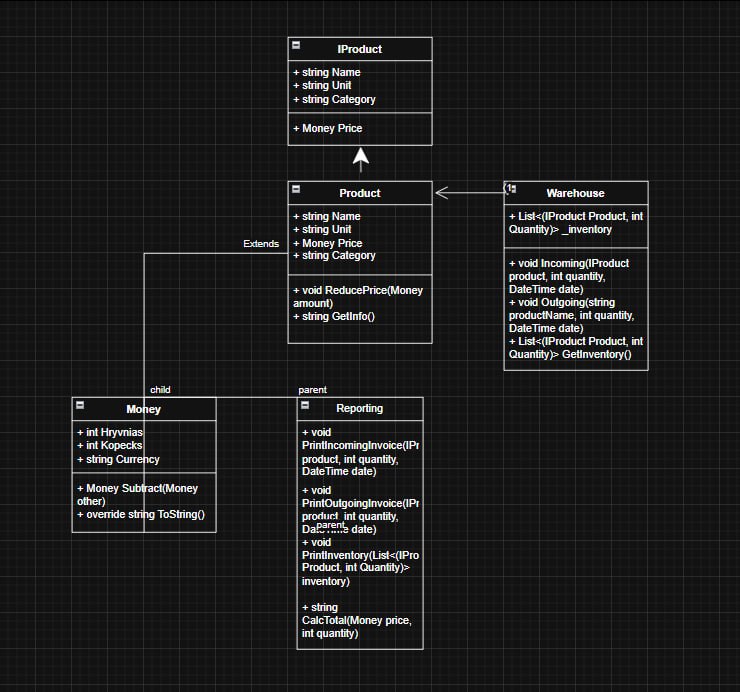 IProduct
+ string Name
+ string Unit
+ string Category
+ Money Price
Product
+ string Name
+ string Unit
+ Money Price
+ string Category
+ void ReducePrice(Money
amount)
+ string GetInfo()
1
Warehouse
+ List<(IProduct Product, int
Quantity)> _inventory
+ void Incoming(IProduct
product, int quantity,
DateTime date)
+ void Outgoing(string
productName, int quantity,
DateTime date)
+ List<(IProduct Product, int
Quantity)> GetInventory()
Extends
child
parent
Money
+ int Hryvnias
+ int Kopecks
+ string Currency
+ Money Subtract(Money
other)
+ override string ToString()
Reporting
+ void
PrintIncomingInvoice(IPr
product, int quantity,
DateTime date)
+ void
PrintOutgoingInvoice(IPr
product, int quantity,
DateTime date)
parent
+ void
PrintInventory(List<(IPro
Product, int Quantity)>
inventory)
+ string
CalcTotal(Money price,
int quantity)